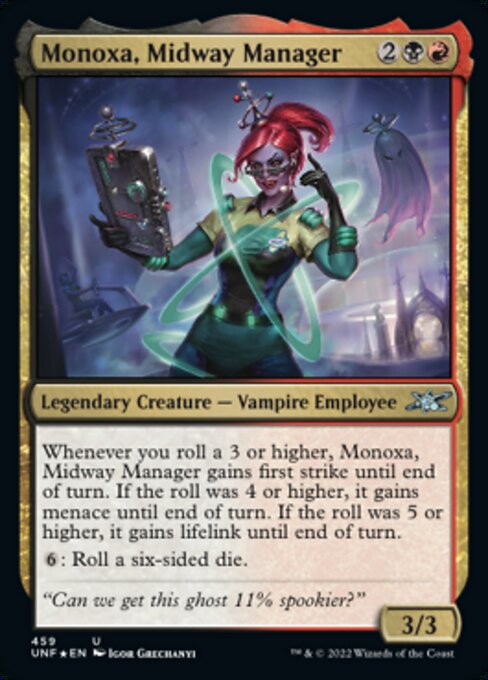 Monoxa, Midway Manager 2
Legendary Creature — Vampire Employee
Whenever you roll a 3 or higher, Monoxa,
Midway Manager gains first strike until end
of turn. If the roll was 4 or higher, it gains
menace until end of turn. If the roll was 5 or
higher, it gains lifelink until end of turn.
6: Roll a six-sided die.
“Can we get this ghost 11% spookier?”
3/3
459 U
UNF★EN Igor Grechanyi
™ & © 2022 Wizards of the Coast